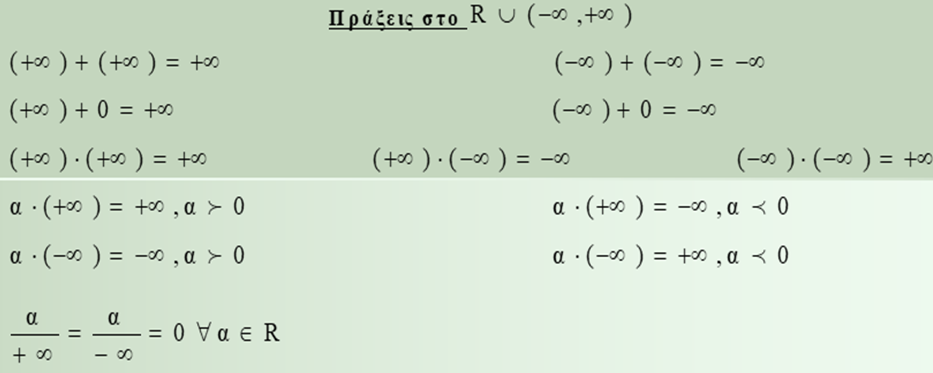 Πράξεις στο R ∪ (−∞ ,+∞ )
(+∞ ) + (+∞ ) = +∞ (−∞ ) + (−∞ ) = −∞
(+∞ ) + 0 = +∞ (−∞ ) + 0 = −∞
(+∞ ) · (+∞ ) = +∞ (+∞ ) · (−∞ ) = −∞ (−∞ ) · (−∞ ) = +∞
α · (+∞ ) = +∞ , α ≻ 0 α · (+∞ ) = −∞ , α ≺ 0
α · (−∞ ) = −∞ , α ≻ 0 α · (−∞ ) = +∞ , α ≺ 0
α/+∞ = α/−∞ = 0 ∀ α ∈ R